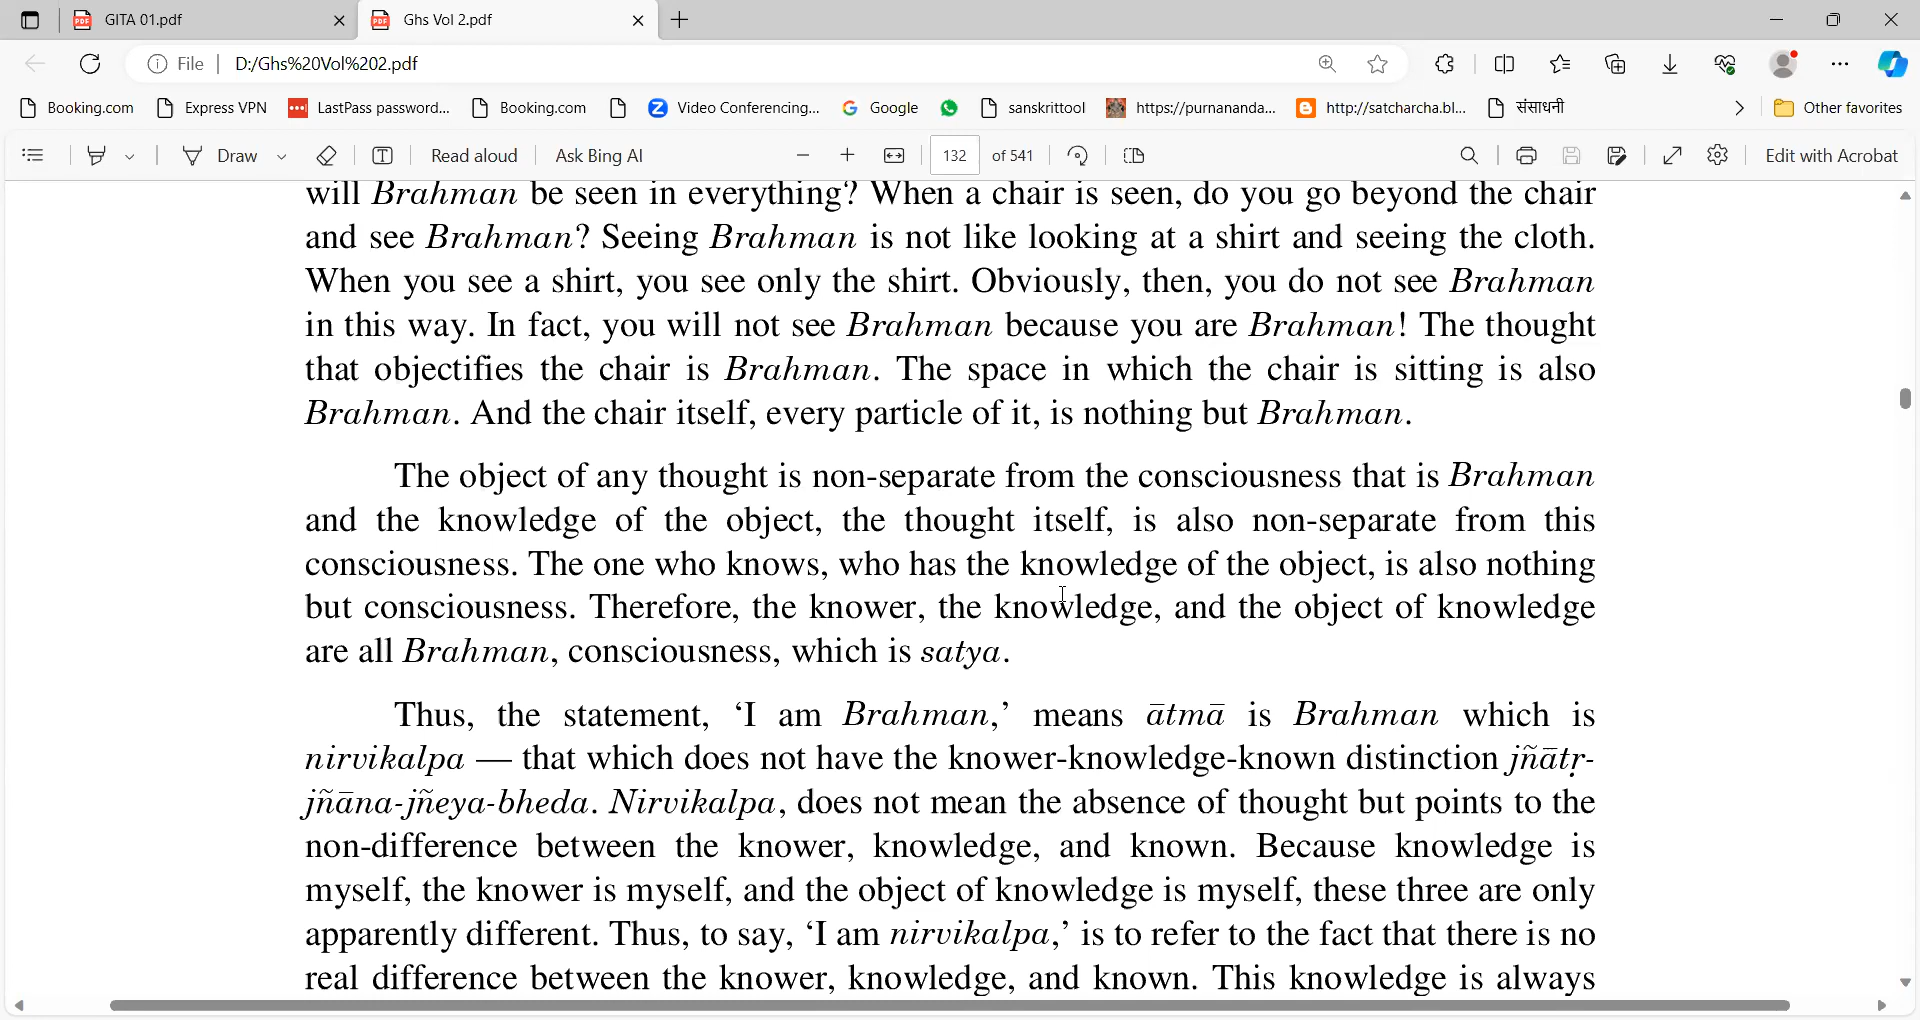 GITA 01.pdf
Ghs Vol 2.pdf
File
D:/Ghs%20Vol%202.pdf
Booking.com
Express VPN
LastPass password...
Booking.com
Video Conferencing...
Google
sanskrittool
https://purnananda...
http://satcharcha.bl...
संसाधनी
Other favorites
Draw
Read aloud
Ask Bing AI
132
of 541
Edit with Acrobat
will Brahman be seen in everything? When a chair is seen, do you go beyond the chair
and see Brahman? Seeing Brahman is not like looking at a shirt and seeing the cloth.
When you see a shirt, you see only the shirt. Obviously, then, you do not see Brahman
in this way. In fact, you will not see Brahman because you are Brahman! The thought
that objectifies the chair is Brahman. The space in which the chair is sitting is also
Brahman. And the chair itself, every particle of it, is nothing but Brahman.
The object of any thought is non-separate from the consciousness that is Brahman
and the knowledge of the object, the thought itself, is also non-separate from this
consciousness. The one who knows, who has the knowledge of the object, is also nothing
but consciousness. Therefore, the knower, the knowledge, and the object of knowledge
are all Brahman, consciousness, which is satya.
Thus, the statement, ‘I am Brahman,’ means ātmā is Brahman which is
nirvikalpa — that which does not have the knower-knowledge-known distinction jñātṛ-
jñāna-jñeya-bheda. Nirvikalpa, does not mean the absence of thought but points to the
non-difference between the knower, knowledge, and known. Because knowledge is
myself, the knower is myself, and the object of knowledge is myself, these three are only
apparently different. Thus, to say, ‘I am nirvikalpa,’ is to refer to the fact that there is no
real difference between the knower, knowledge, and known. This knowledge is always